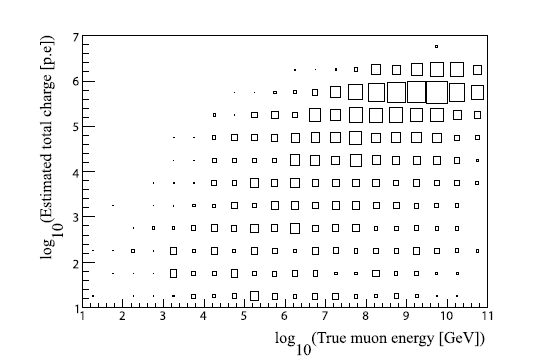 log10(Estimated total charge [p.e])
7
6
5
4
3
2
1
1 2 3 4 5 6 7 8 9 10 11
log10(True muon energy [GeV])